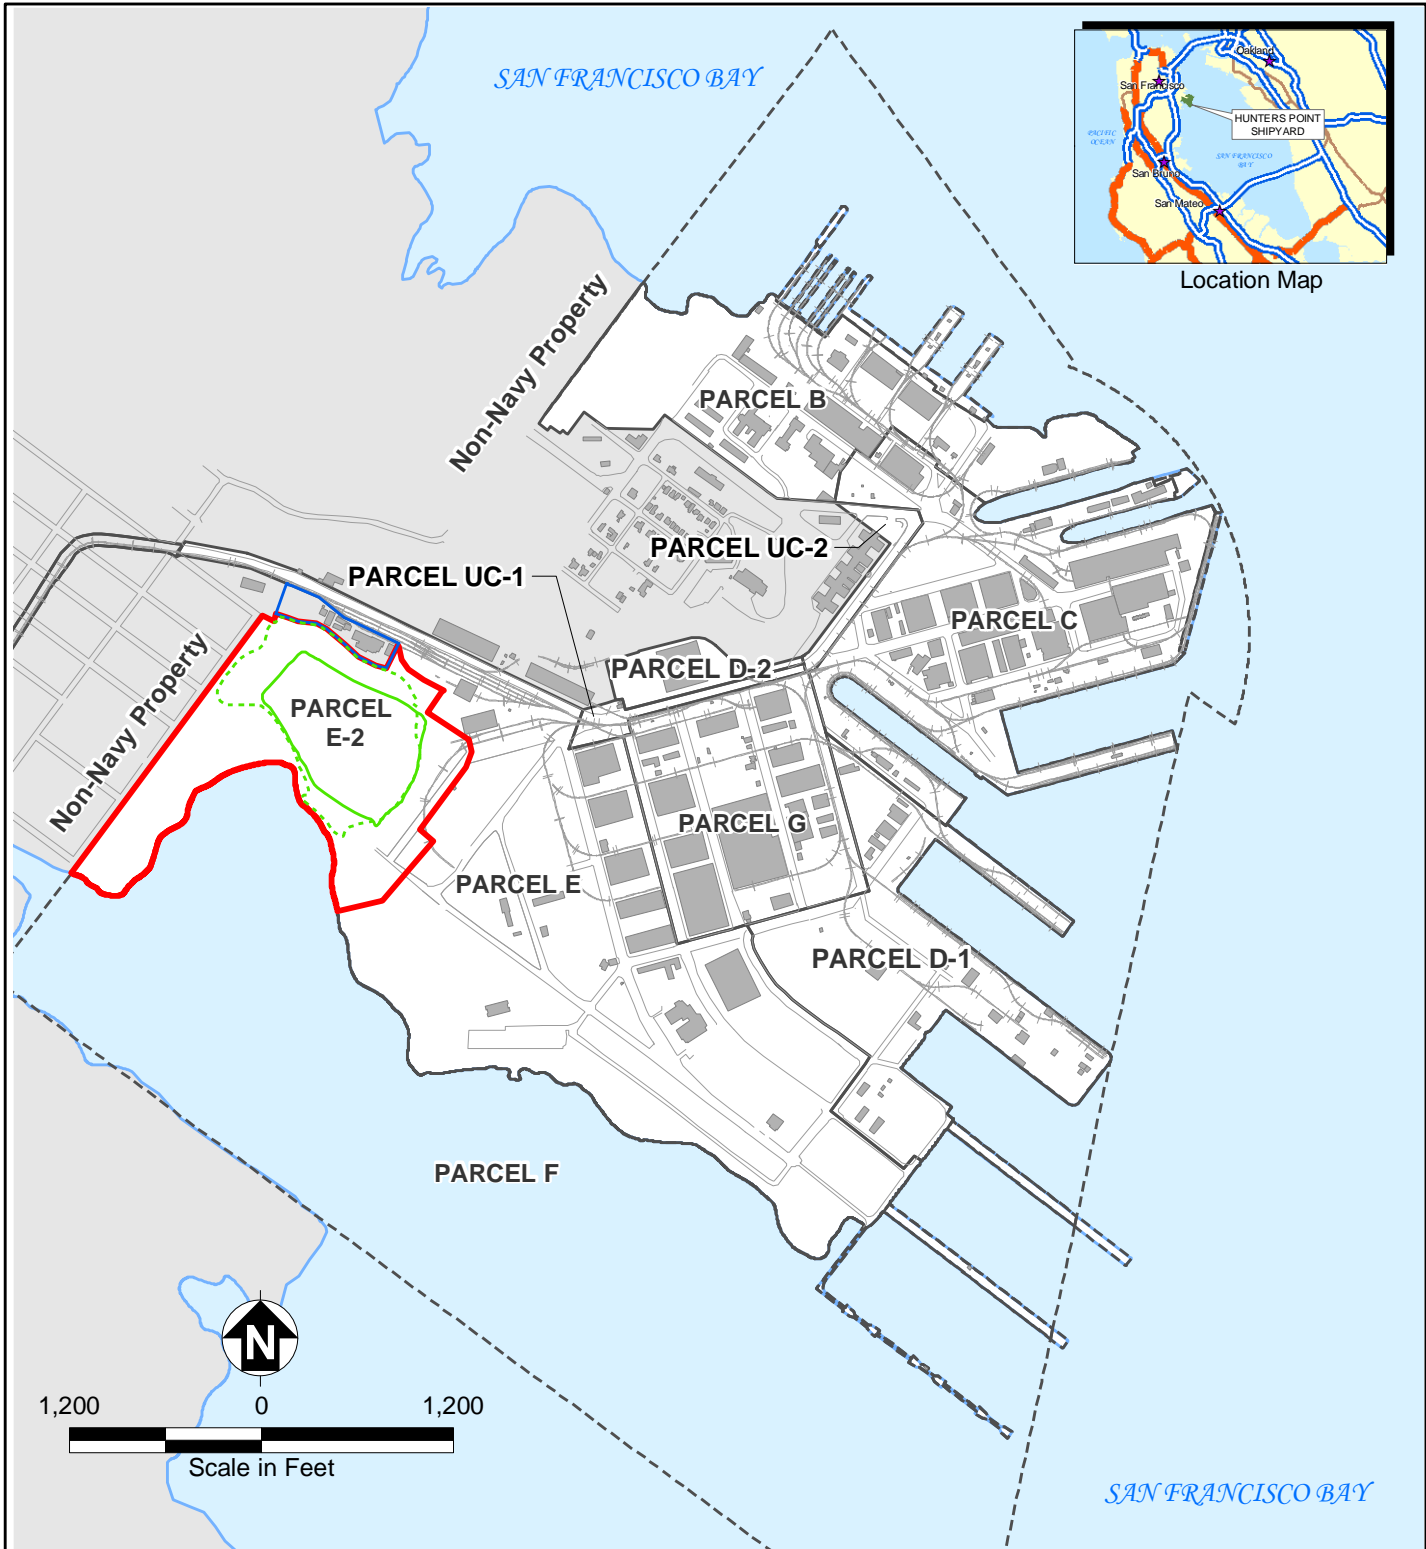 SAN FRANCISCO BAY
Oakland
San Francisco
HUNTERS POINT
SHIPYARD
PACIFIC
OCEAN
SAN FRANCISCO
BAY
San Bruno
San Mateo
Location Map
Non-Navy Property
PARCEL B
PARCEL UC-2
PARCEL UC-1
PARCEL C
PARCEL D-2
PARCEL
E-2
Non-Navy Property
PARCEL G
PARCEL E
PARCEL D-1
PARCEL F
N
1,200
0
1,200
Scale in Feet
SAN FRANCISCO BAY